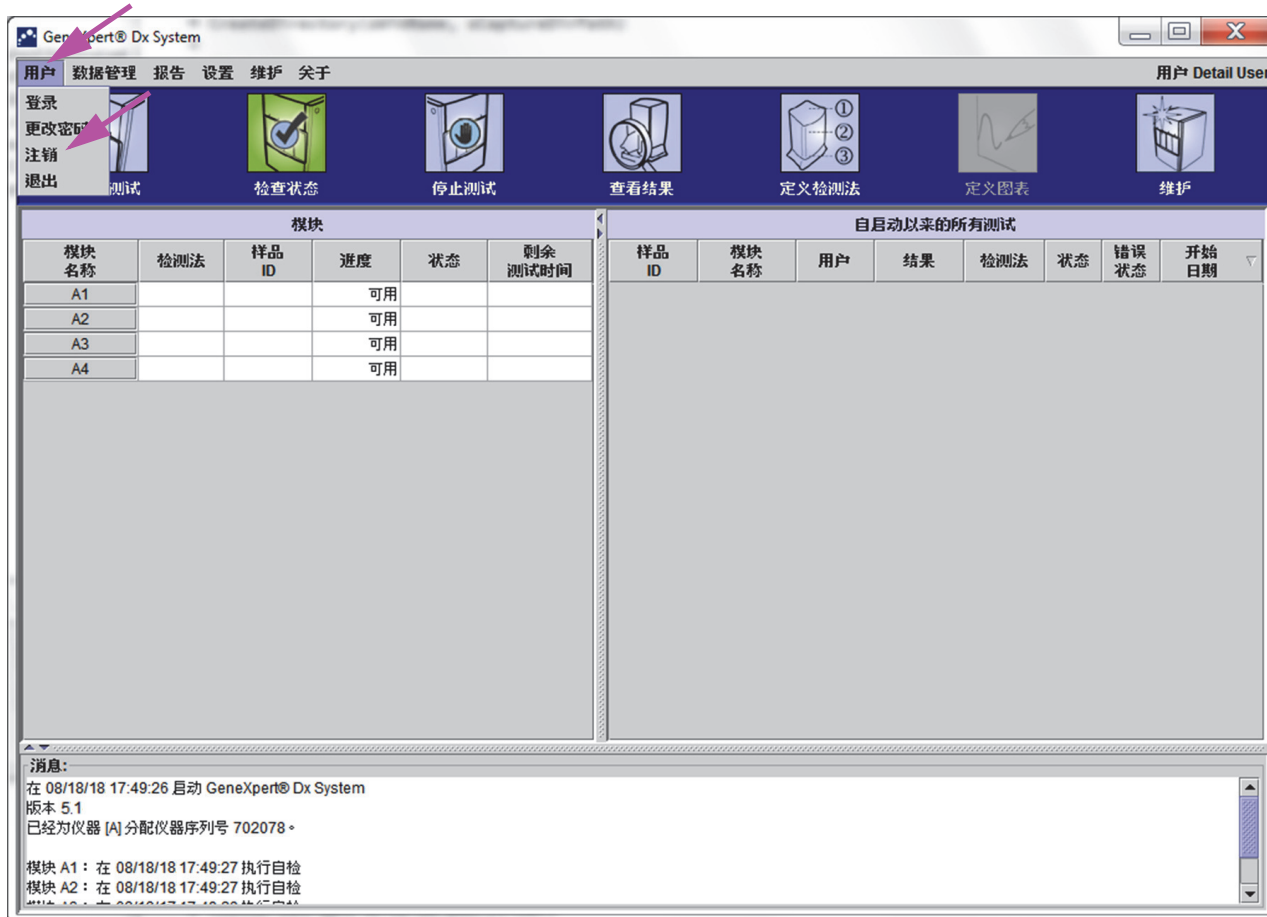 GeneXpert® Dx System
用户 数据管理 报告 设置 维护 关于
用户 Detail User
登录
更改密码
注销
退出
测试
检查状态
停止测试
查看结果
定义检测法
定义图表
维护
模块
模块名称 检测法 样品ID 进度 状态 剩余测试时间
A1 可用
A2 可用
A3 可用
A4 可用
自启动以来的所有测试
样品ID 模块名称 用户 结果 检测法 状态 错误状态 开始日期
消息:
在 08/18/18 17:49:26 启动 GeneXpert® Dx System
版本 5.1
已经为仪器 [A] 分配仪器序列号 702078。
模块 A1：在 08/18/18 17:49:27 执行自检
模块 A2：在 08/18/18 17:49:27 执行自检